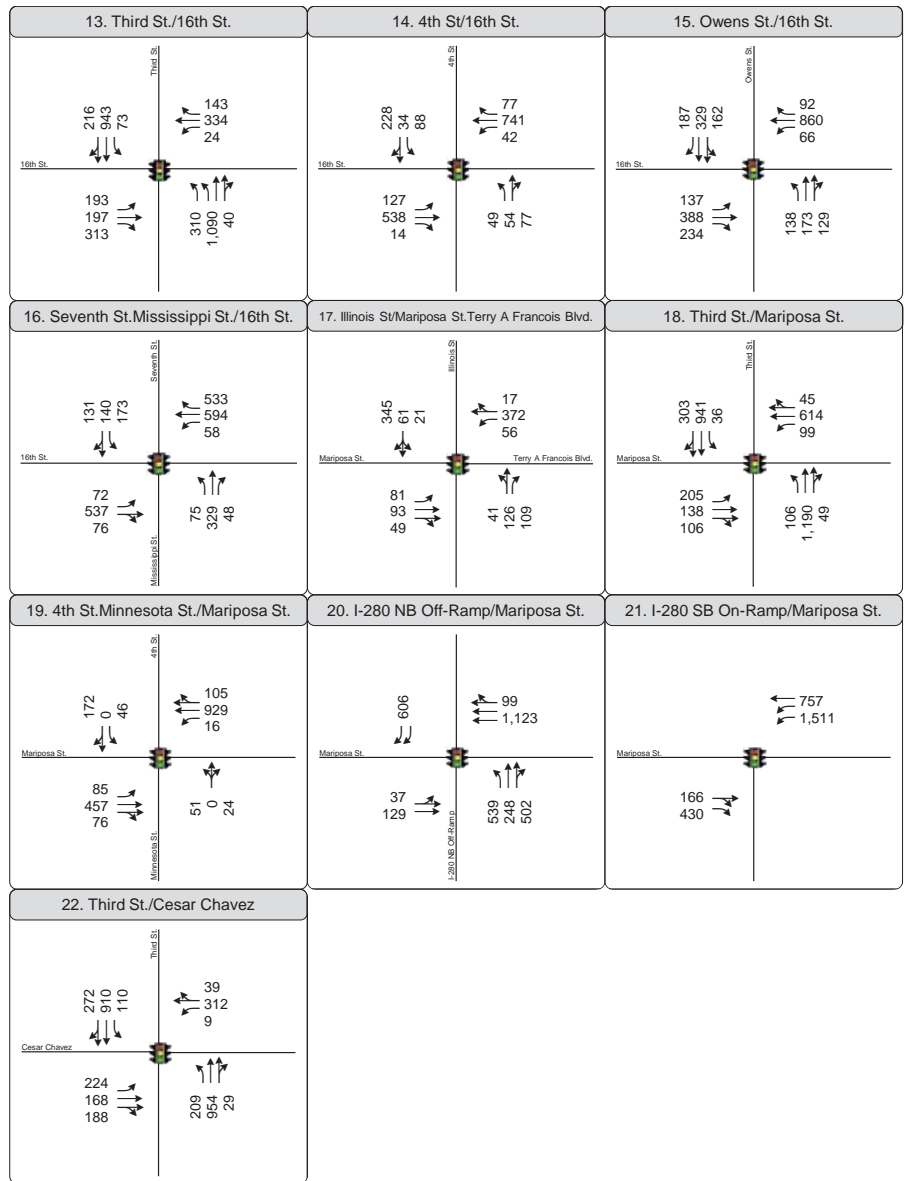 13. Third St./16th St.
Third St.
216 943 73
143
334
24
16th St.
193
197
313
310 1,090 40
14. 4th St/16th St.
4th St
228 34 88
77
741
42
16th St.
127
538
14
49 54 77
15. Owens St./16th St.
Owens St.
187 329 162
92
860
66
16th St.
137
388
234
138 173 129
16. Seventh St.Mississippi St./16th St.
Seventh St.
131 140 173
533
594
58
16th St.
72
537
76
75 329 48
Mississippi St.
17. Illinois St/Mariposa St.Terry A Francois Blvd.
Illinois St
345 61 21
17
372
56
Mariposa St.
Terry A Francois Blvd.
81
93
49
41 126 109
18. Third St./Mariposa St.
Third St.
303 941 36
45
614
99
Mariposa St.
205
138
106
106 1,190 49
19. 4th St.Minnesota St./Mariposa St.
4th St.
172 0 46
105
929
16
Mariposa St.
85
457
76
51 0 24
Minnesota St.
20. I-280 NB Off-Ramp/Mariposa St.
606
99
1,123
Mariposa St.
37
129
539 248 502
I-280 NB Off-Ramp
21. I-280 SB On-Ramp/Mariposa St.
757
1,511
Mariposa St.
166
430
22. Third St./Cesar Chavez
Third St.
272 910 110
39
312
9
Cesar Chavez
224
168
188
209 954 29